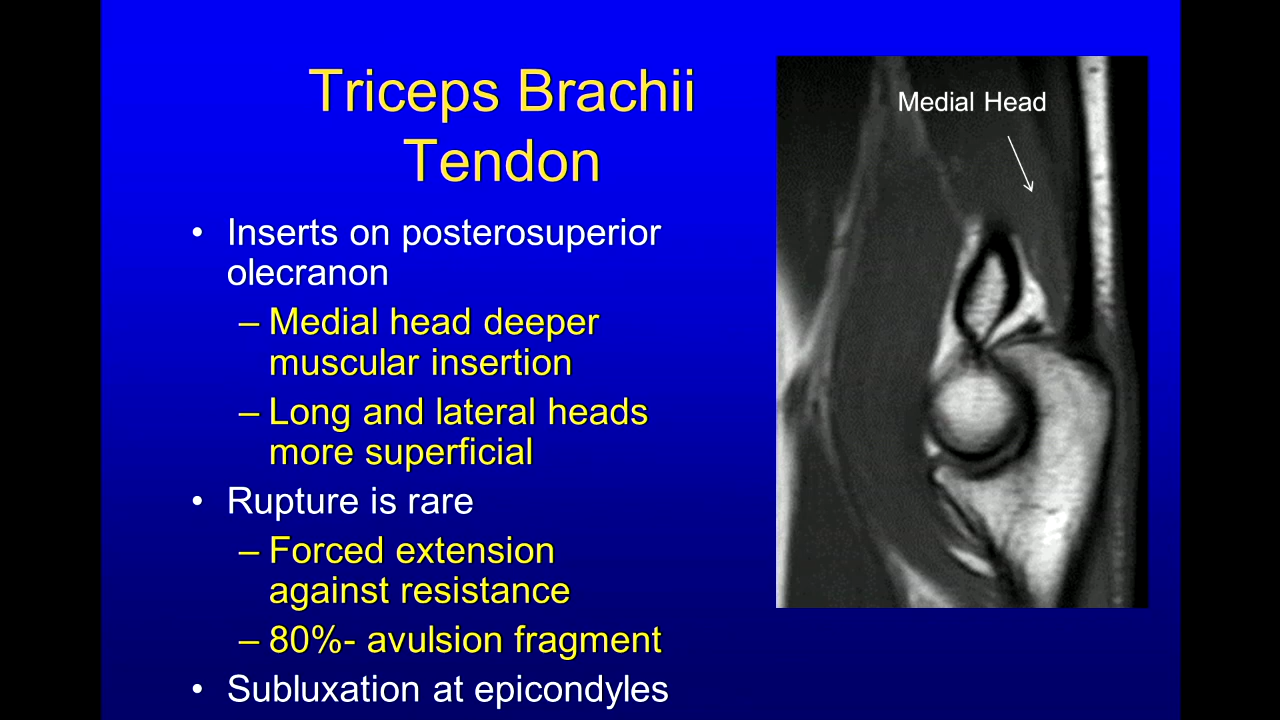 Triceps Brachii
Tendon
• Inserts on posterosuperior
olecranon
– Medial head deeper
muscular insertion
– Long and lateral heads
more superficial
• Rupture is rare
– Forced extension
against resistance
– 80%- avulsion fragment
• Subluxation at epicondyles
Medial Head